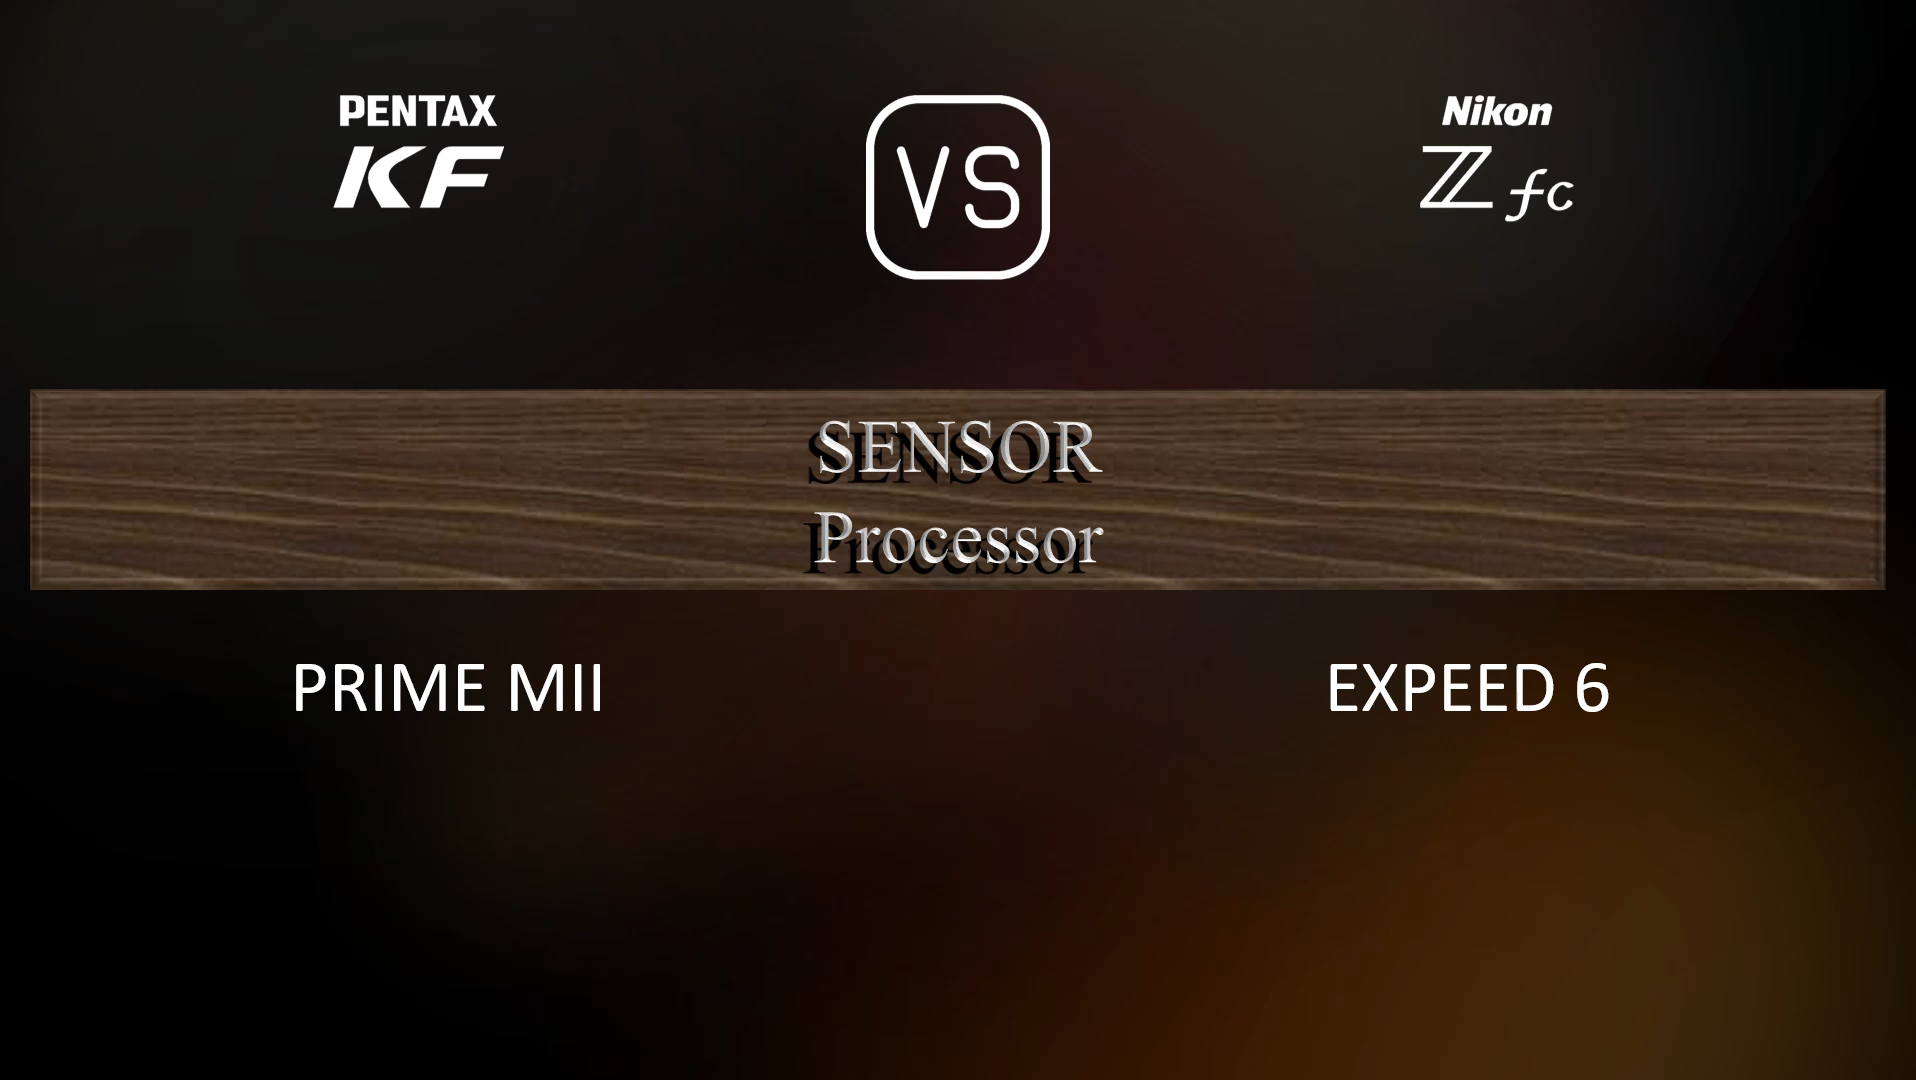 PENTAX
KF
VS
Nikon
Z fc
SENSOR
Processor
PRIME MII
EXPEED 6